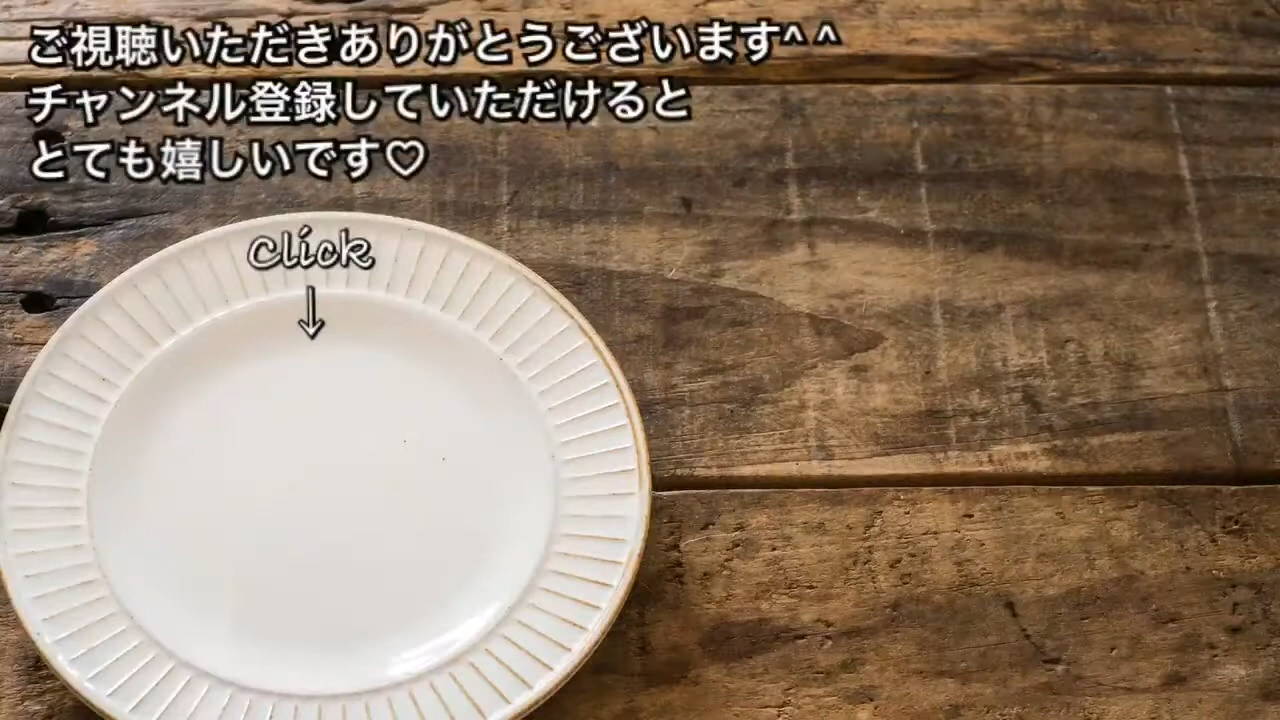 ご視聴いただきありがとうございます^ ^
チャンネル登録していただけると
とても嬉しいです♡
Click
↓